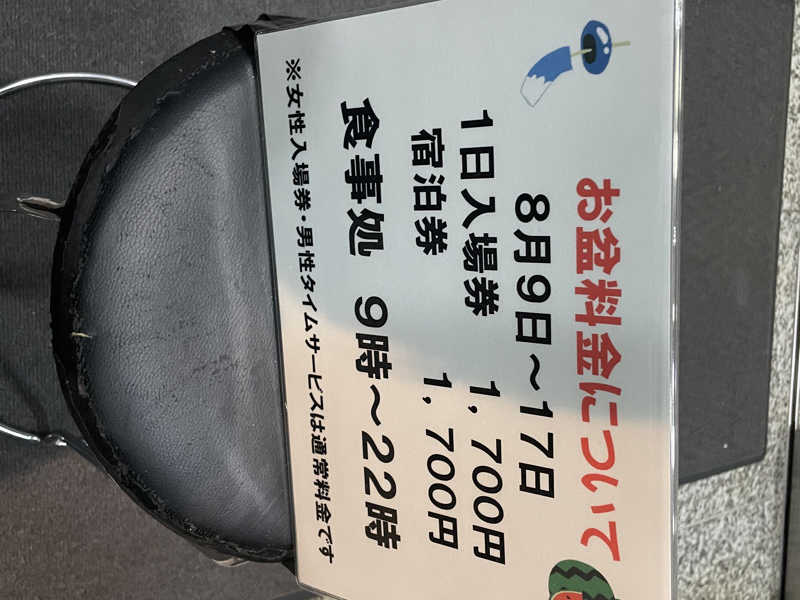 お盆料金について
8月9日～17日
1日入場券 1,700円
宿泊券 1,700円
食事処 9時～22時
※女性入場券・男性タイムサービスは通常料金です